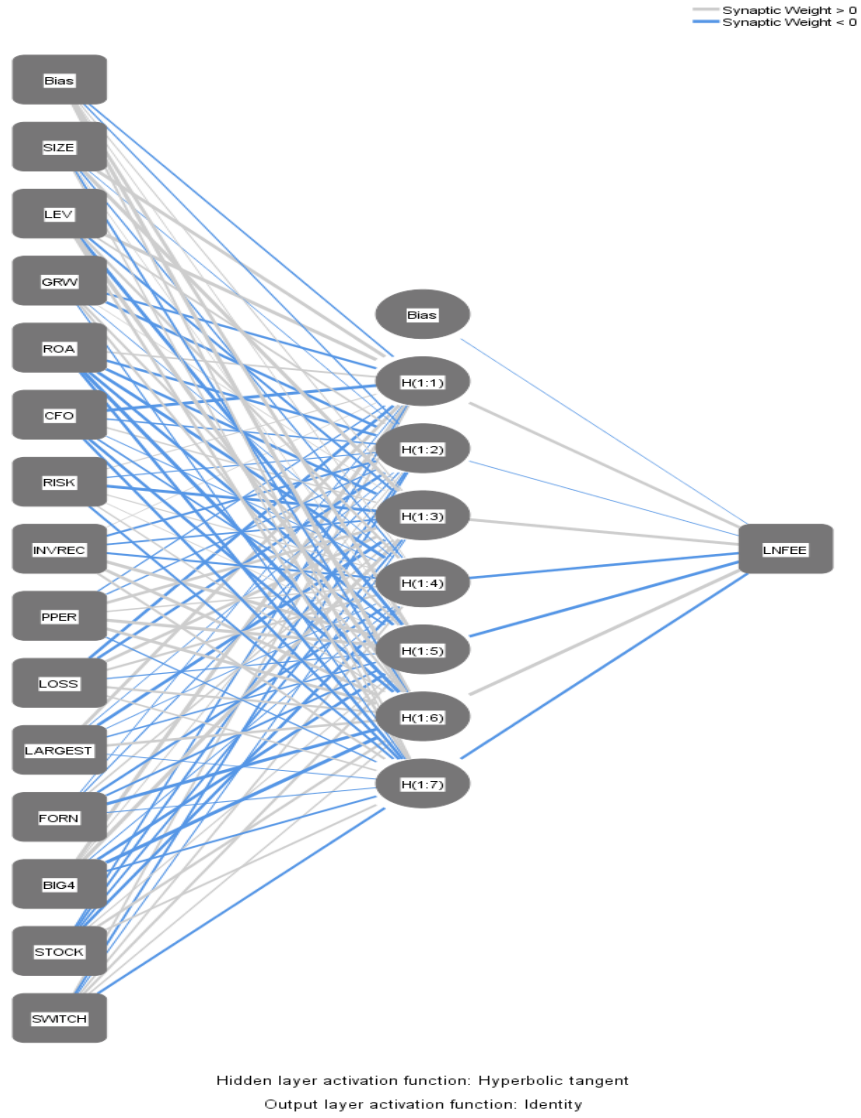 Synaptic Weight > 0
Synaptic Weight < 0
Bias
SIZE
LEV
GRW
ROA
CFO
RISK
INVREC
PPER
LOSS
LARGEST
FORN
BIG4
STOCK
SWITCH
Bias
H(1:1)
H(1:2)
H(1:3)
H(1:4)
H(1:5)
H(1:6)
H(1:7)
LNFEE
Hidden layer activation function: Hyperbolic tangent
Output layer activation function: Identity